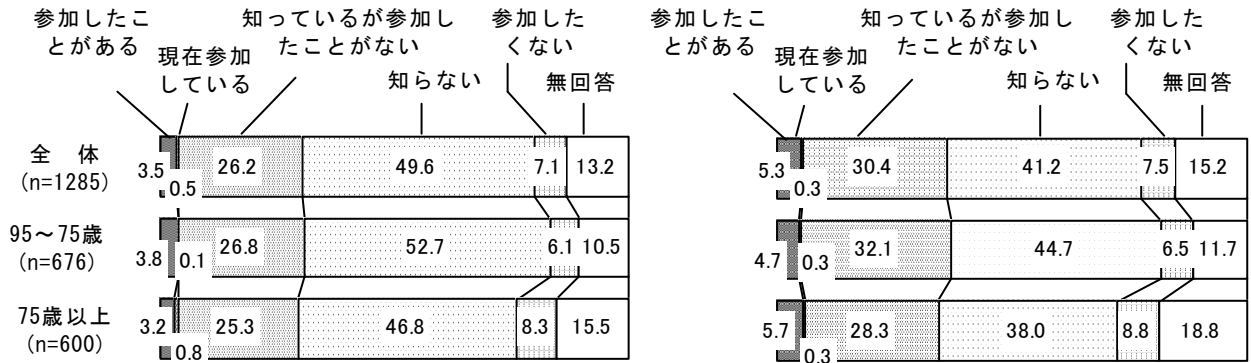 参加したこ
とがある
現在参加
している
知っているが参加し
たことがない
知らない
参加した
くない
無回答
参加したこ
とがある
現在参加
している
知っているが参加し
たことがない
知らない
参加した
くない
無回答
全 体
(n=1285)
3.5
0.5
26.2
49.6
7.1
13.2
5.3
0.3
30.4
41.2
7.5
15.2
95～75歳
(n=676)
3.8
0.1
26.8
52.7
6.1
10.5
4.7
0.3
32.1
44.7
6.5
11.7
75歳以上
(n=600)
3.2
0.8
25.3
46.8
8.3
15.5
5.7
0.3
28.3
38.0
8.8
18.8